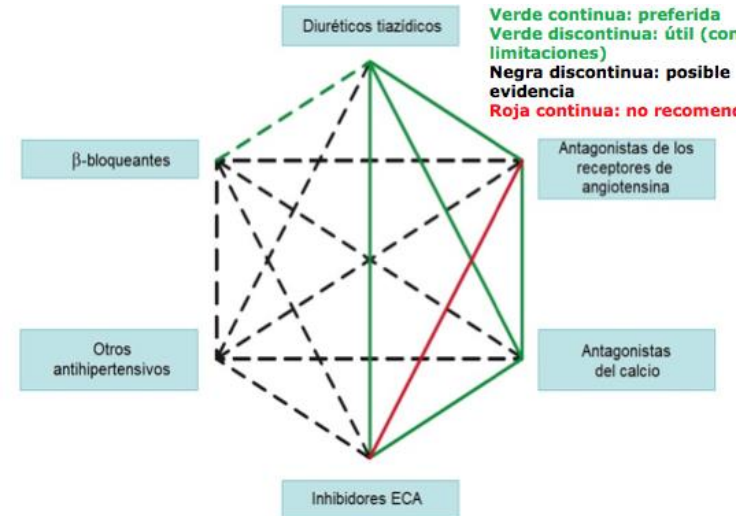 Diuréticos tiazídicos
Verde continua: preferida
Verde discontinua: útil (con
limitaciones)
Negra discontinua: posible
evidencia
Roja continua: no
β-bloqueantes
Antagonistas de los
receptores de
angiotensina
Otros
antihipertensivos
Antagonistas
del calcio
Inhibidores ECA